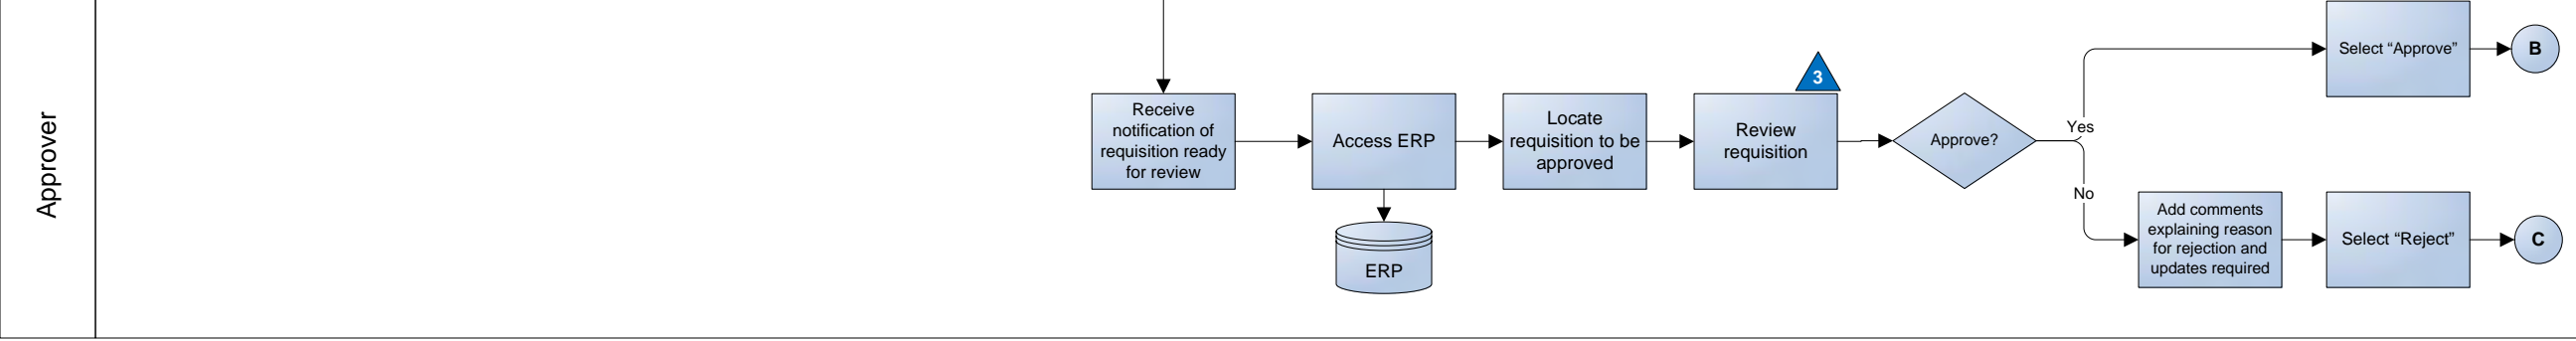 Approver
Receive
notification of
requisition ready
for review
Access ERP
ERP
Locate
requisition to be
approved
3
Review
requisition
Approve?
Yes
Select “Approve”
B
No
Add comments
explaining reason
for rejection and
updates required
Select “Reject”
C